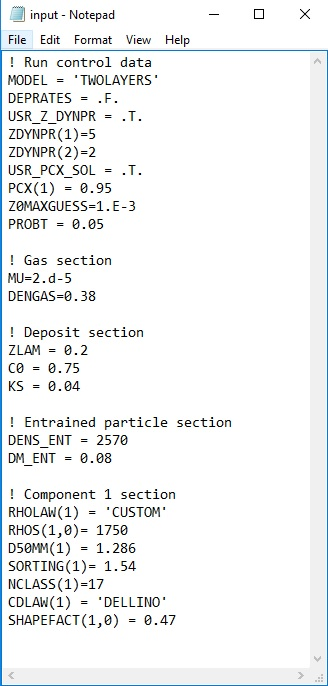 input - Notepad
File Edit Format View Help
! Run control data
MODEL = 'TWOLAYERS'
DEPRATES = .F.
USR_Z_DYNPR = .T.
ZDYNPR(1)=5
ZDYNPR(2)=2
USR_PCX_SOL = .T.
PCX(1) = 0.95
Z0MAXGUESS=1.E-3
PROBT = 0.05

! Gas section
MU=2.d-5
DENGAS=0.38

! Deposit section
ZLAM = 0.2
C0 = 0.75
KS = 0.04

! Entrained particle section
DENS_ENT = 2570
DM_ENT = 0.08

! Component 1 section
RHOLAW(1) = 'CUSTOM'
RHOS(1,0)= 1750
D50MM(1) = 1.286
SORTING(1)= 1.54
NCLASS(1)=17
CDLAW(1) = 'DELLINO'
SHAPEFACT(1,0) = 0.47